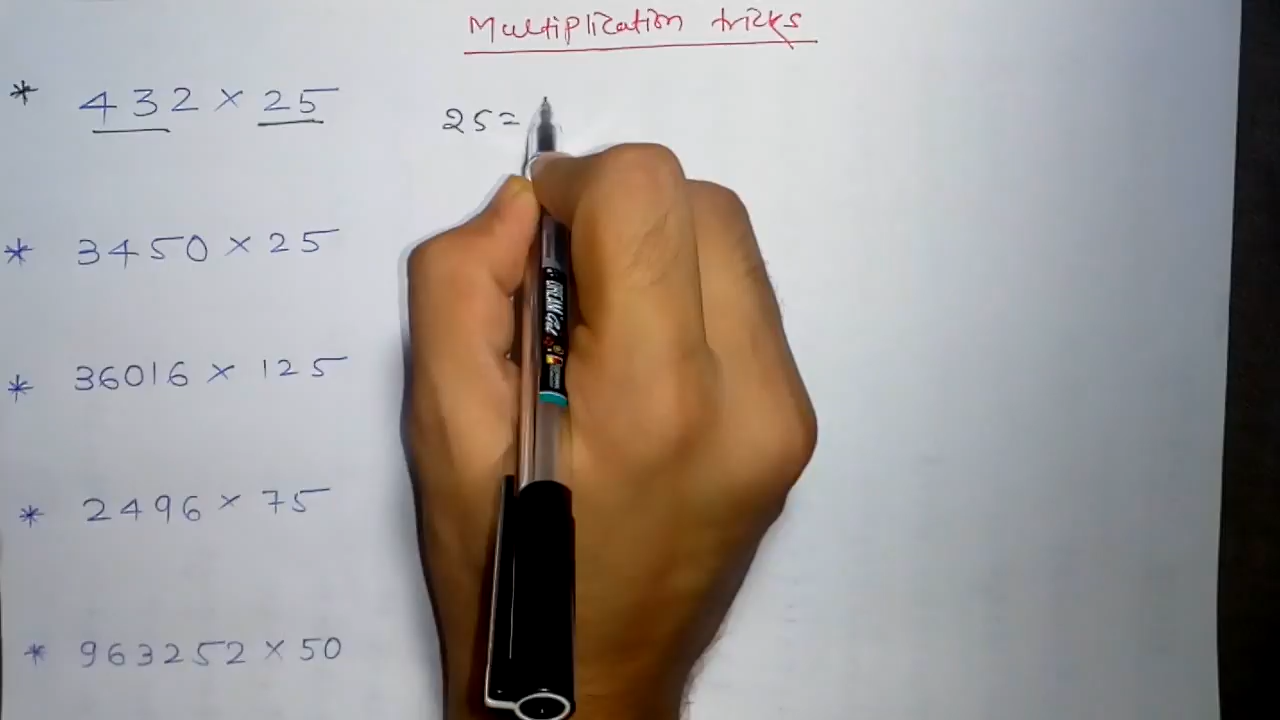 Multiplication tricks
* 432 × 25
25=
* 3450 × 25
* 36016 × 125
* 2496 × 75
* 963252 × 50